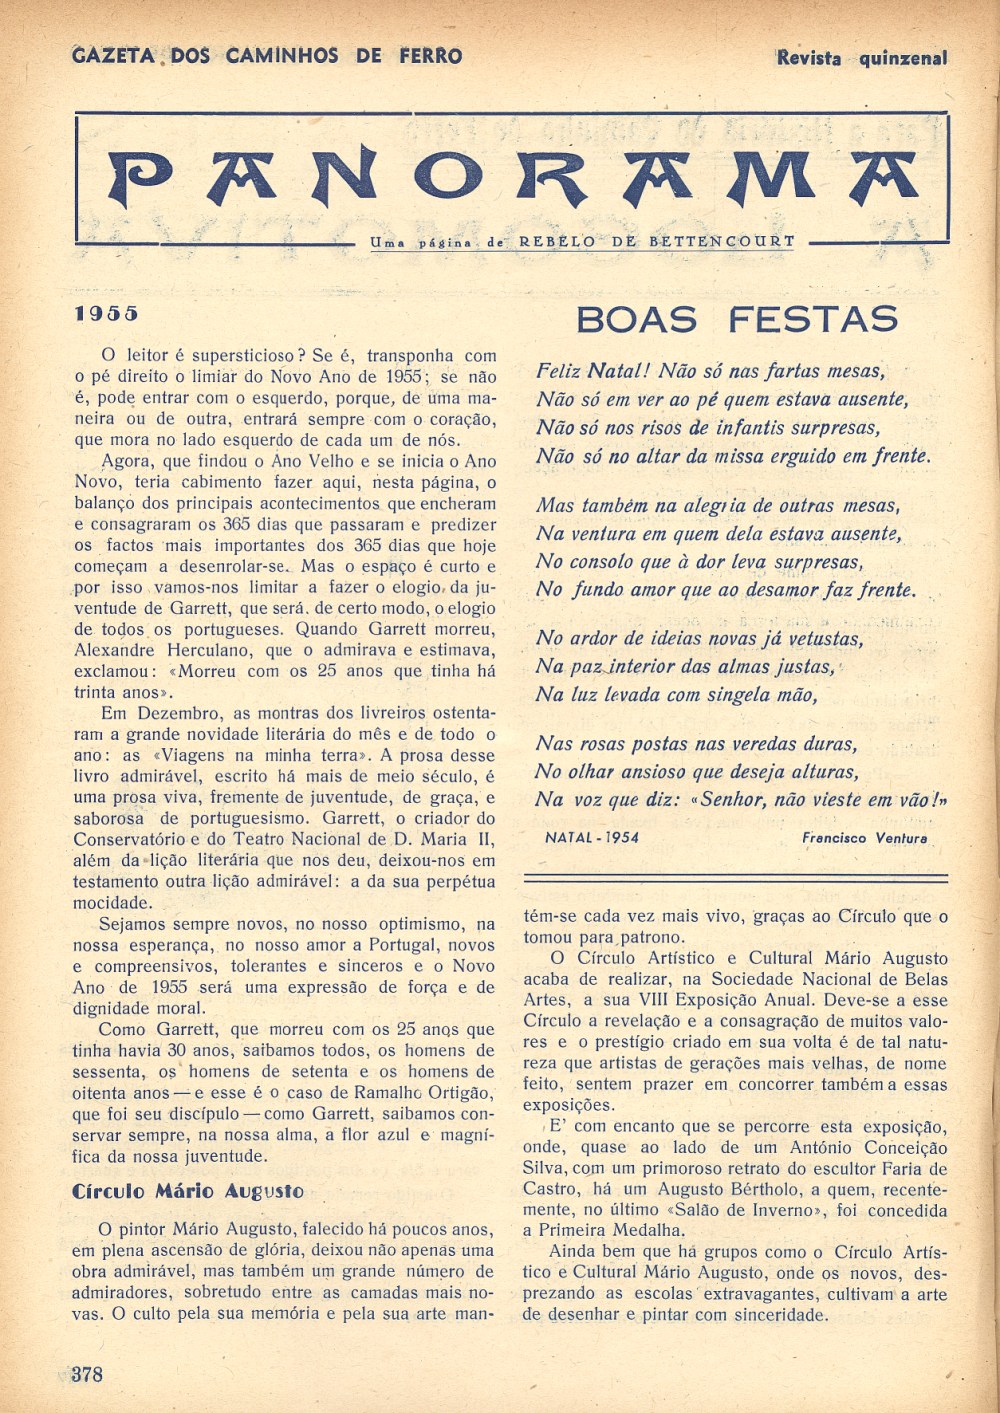 GAZETA DOS CAMINHOS DE FERRO
Revista quinzenal
PANORAMA
Uma página de REBELO DE BETTENCOURT
1955
O leitor é supersticioso? Se é, transponha com
o pé direito o limiar do Novo Ano de 1955; se não
é, pode entrar com o esquerdo, porque, de uma ma-
neira ou de outra, entrará sempre com o coração,
que mora no lado esquerdo de cada um de nós.
Agora, que findou o Ano Velho e se inicia o Ano
Novo, teria cabimento fazer aqui, nesta página, o
balanço dos principais acontecimentos que encheram
e consagraram os 365 dias que passaram e predizer
os factos mais importantes dos 365 dias que hoje
começam a desenrolar-se. Mas o espaço é curto e
por isso vamos-nos limitar a fazer o elogio da ju-
ventude de Garrett, que será. de certo modo, o elogio
de todos os portugueses. Quando Garrett morreu,
Alexandre Herculano, que o admirava e estimava,
exclamou: «Morreu com os 25 anos que tinha há
trinta anos».
Em Dezembro, as montras dos livreiros ostenta-
ram a grande novidade literária do mês e de todo o
ano: as «Viagens na minha terra». A prosa desse
livro admirável, escrito há mais de meio século, é
uma prosa viva, fremente de juventude, de graça, e
saborosa de portuguesismo. Garrett, o criador do
Conservatório e do Teatro Nacional de D. Maria II,
além da lição literária que nos deu, deixou-nos em
testamento outra lição admirável: a da sua perpétua
mocidade.
Sejamos sempre novos, no nosso optimismo, na
nossa esperança, no nosso amor a Portugal, novos
e compreensivos, tolerantes e sinceros e o Novo
Ano de 1955 será uma expressão de força e de
dignidade moral.
Como Garrett, que morreu com os 25 anos que
tinha havia 30 anos, saibamos todos, os homens de
sessenta, os homens de setenta e os homens de
oitenta anos — e esse é o caso de Ramalho Ortigão,
que foi seu discípulo — como Garrett, saibamos con-
servar sempre, na nossa alma, a flor azul e magní-
fica da nossa juventude.
Círculo Mário Augusto
O pintor Mário Augusto, falecido há poucos anos,
em plena ascensão de glória, deixou não apenas uma
obra admirável, mas também um grande número de
admiradores, sobretudo entre as camadas mais no-
vas. O culto pela sua memória e pela sua arte man-
BOAS FESTAS
Feliz Natal! Não só nas fartas mesas,
Não só em ver ao pé quem estava ausente,
Não só nos risos de infantis surpresas,
Não só no altar da missa erguido em frente.
Mas também na alegria de outras mesas,
Na ventura em quem dela estava ausente,
No consolo que à dor leva surpresas,
No fundo amor que ao desamor faz frente.
No ardor de ideias novas já vetustas,
Na paz interior das almas justas,
Na luz levada com singela mão,
Nas rosas postas nas veredas duras,
No olhar ansioso que deseja alturas,
Na voz que diz: «Senhor, não vieste em vão!»
NATAL - 1954
Francisco Ventura
tém-se cada vez mais vivo, graças ao Círculo que o
tomou para patrono.
O Círculo Artístico e Cultural Mário Augusto
acaba de realizar, na Sociedade Nacional de Belas
Artes, a sua VIII Exposição Anual. Deve-se a esse
Círculo a revelação e a consagração de muitos valo-
res e o prestígio criado em sua volta é de tal natu-
reza que artistas de gerações mais velhas, de nome
feito, sentem prazer em concorrer também a essas
exposições.
E' com encanto que se percorre esta exposição,
onde, quase ao lado de um António Conceição
Silva, com um primoroso retrato do escultor Faria de
Castro, há um Augusto Bértholo, a quem, recente-
mente, no último «Salão de Inverno», foi concedida
a Primeira Medalha.
Ainda bem que há grupos como o Círculo Artís-
tico e Cultural Mário Augusto, onde os novos, des-
prezando as escolas extravagantes, cultivam a arte
de desenhar e pintar com sinceridade.
378